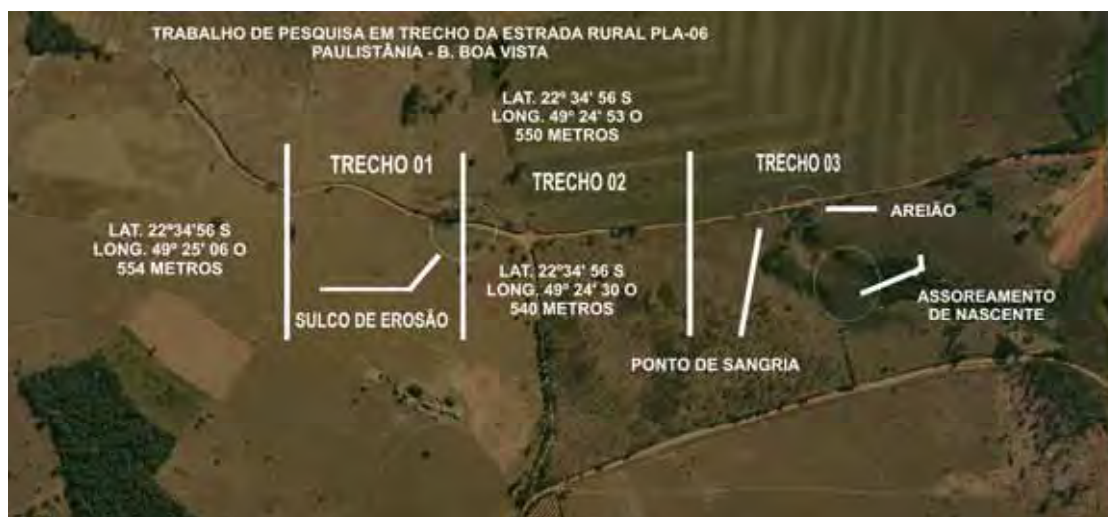 TRABALHO DE PESQUISA EM TRECHO DA ESTRADA RURAL PLA-06
PAULISTÂNIA - B. BOA VISTA
LAT. 22º 34' 56 S
LONG. 49º 24' 53 O
550 METROS
TRECHO 01
TRECHO 02
TRECHO 03
AREIÃO
LAT. 22º34'56 S
LONG. 49º 25' 06 O
554 METROS
LAT. 22º34' 56 S
LONG. 49º 24' 30 O
540 METROS
ASSOREAMENTO
DE NASCENTE
SULCO DE EROSÃO
PONTO DE SANGRIA